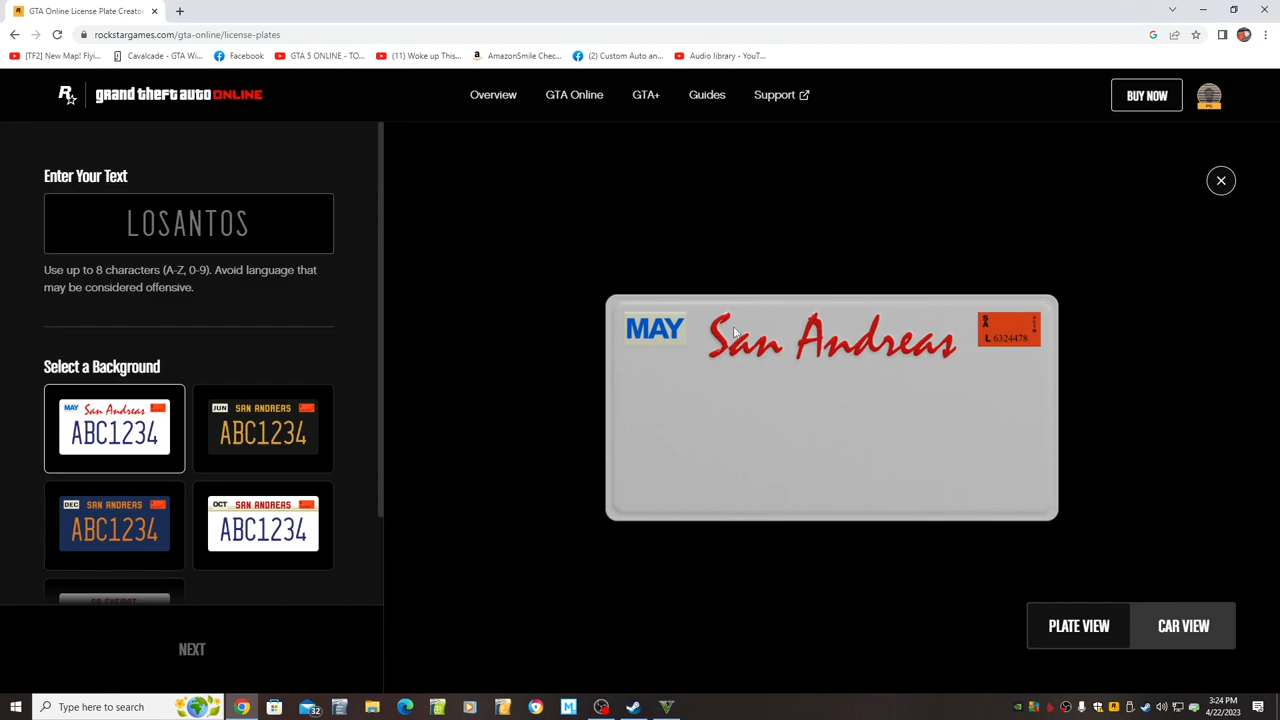 GTA Online License Plate Creator
rockstargames.com/gta-online/license-plates
[TF2] New Map! Flyi... Cavalcade - GTA Wi... Facebook GTA 5 ONLINE - TO... (11) Woke up This... AmazonSmile Chec... (2) Custom Auto an... Audio library - YouT...
R* grand theft auto ONLINE Overview GTA Online GTA+ Guides Support BUY NOW
Enter Your Text
LOSANTOS
Use up to 8 characters (A-Z, 0-9). Avoid language that
may be considered offensive.
Select a Background
MAY San Andreas
ABC1234
JUN SAN ANDREAS
ABC1234
DEC SAN ANDREAS
ABC1234
OCT SAN ANDREAS
ABC1234
SA EXEMPT
NEXT
MAY San Andreas
SA
L 6324478
PLATE VIEW CAR VIEW
Type here to search
32
3:24 PM
4/22/2023